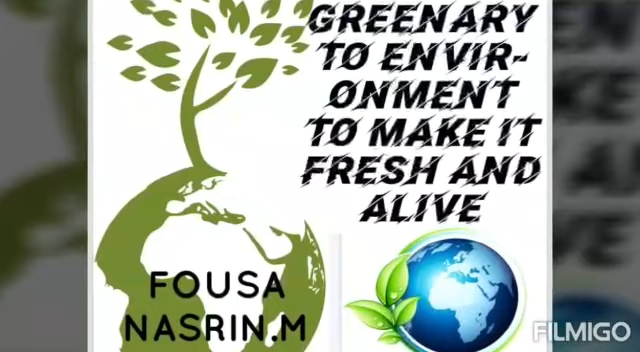 GREENARY
TO ENVIR-
ONMENT
TO MAKE IT
FRESH AND
ALIVE
FOUSA
NASRIN.M
FILMIGO